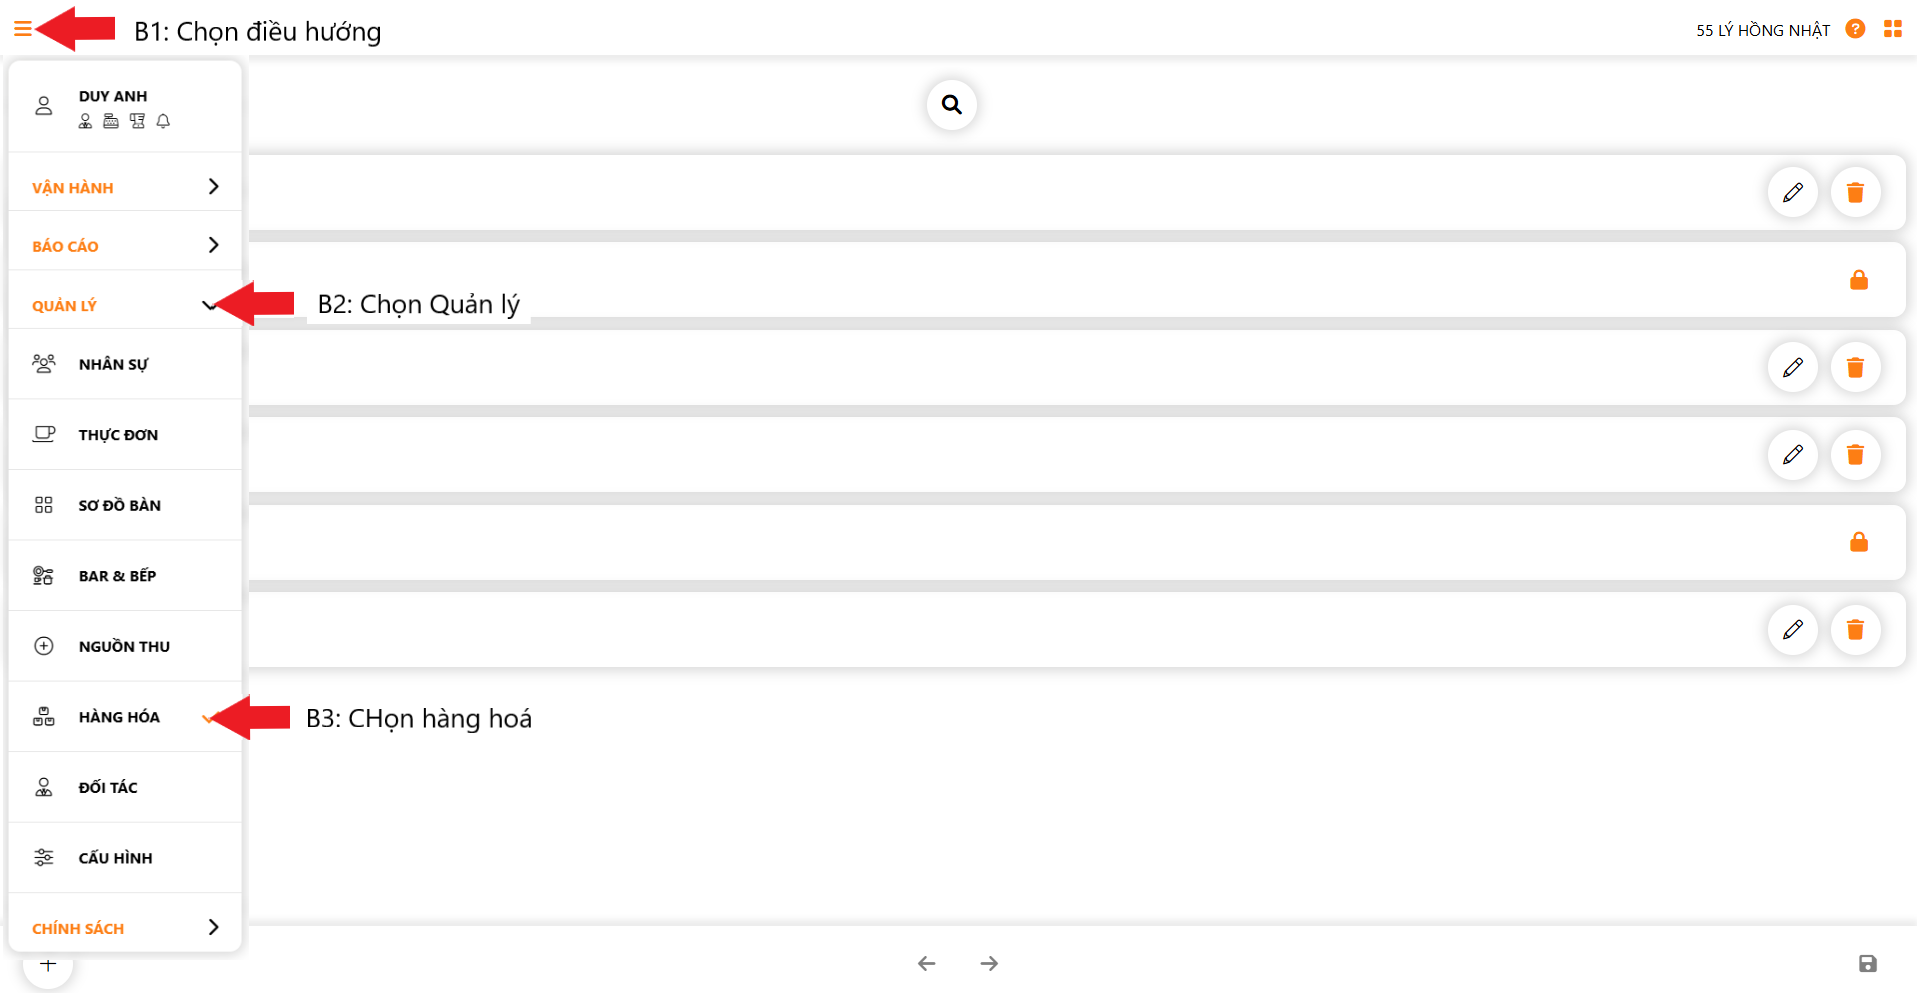 B1: Chọn điều hướng
55 LÝ HỒNG NHẬT
DUY ANH
VẬN HÀNH
BÁO CÁO
QUẢN LÝ
B2: Chọn Quản lý
NHÂN SỰ
THỰC ĐƠN
SƠ ĐỒ BÀN
BAR & BẾP
NGUỒN THU
HÀNG HÓA
B3: CHọn hàng hoá
ĐỐI TÁC
CẤU HÌNH
CHÍNH SÁCH